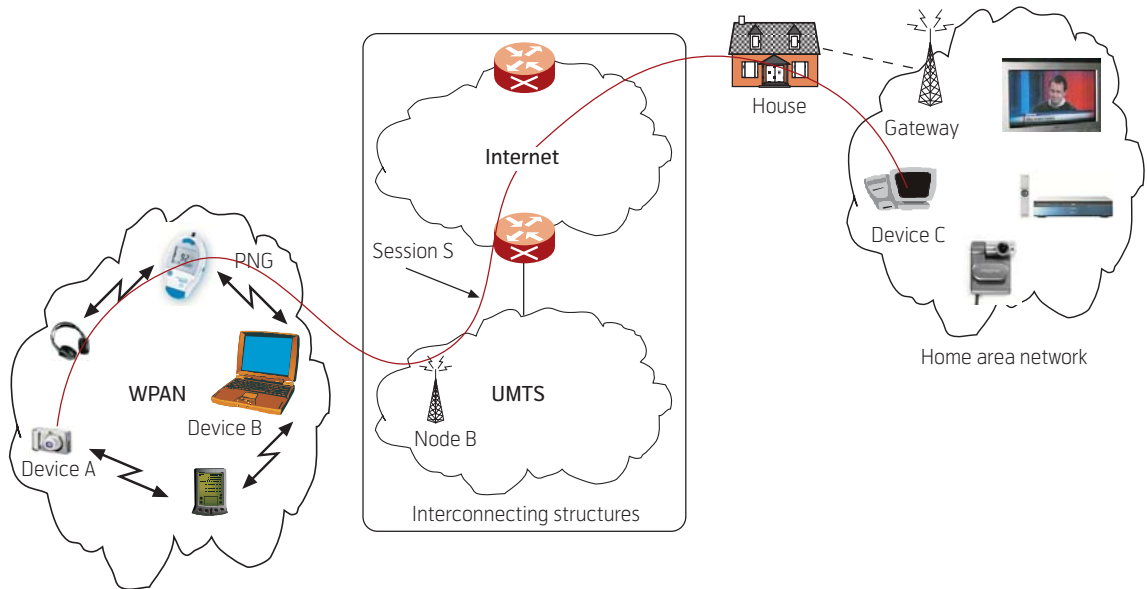 House
Gateway
Internet
Device C
Session S
PNG
Home area network
WPAN
UMTS
Device B
Node B
Device A
Interconnecting structures